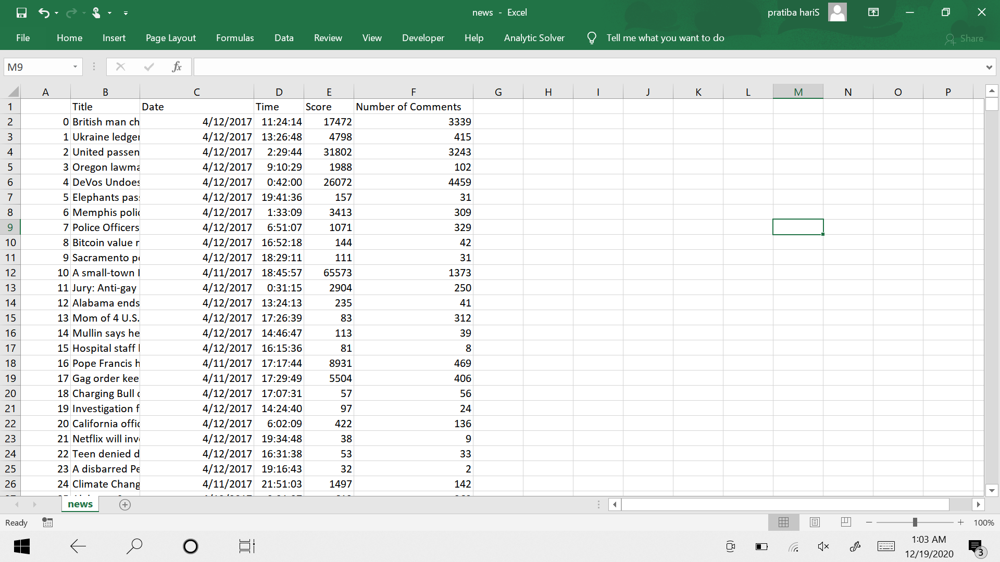 news - Excel
pratiba hariS
File Home Insert Page Layout Formulas Data Review View Developer Help Analytic Solver Tell me what you want to do Share
M9 fx
A B C D E F G H I J K L M N O P
1 Title Date Time Score Number of Comments
2 0 British man ch 4/12/2017 11:24:14 17472 3339
3 1 Ukraine ledger 4/12/2017 13:26:48 4798 415
4 2 United passen 4/12/2017 2:29:44 31802 3243
5 3 Oregon lawma 4/12/2017 9:10:29 1988 102
6 4 DeVos Undoes 4/12/2017 0:42:00 26072 4459
7 5 Elephants pas 4/12/2017 19:41:36 157 31
8 6 Memphis polic 4/12/2017 1:33:09 3413 309
9 7 Police Officers 4/12/2017 6:51:07 1071 329
10 8 Bitcoin value r 4/12/2017 16:52:18 144 42
11 9 Sacramento po 4/12/2017 18:29:11 111 31
12 10 A small-town 4/11/2017 18:45:57 65573 1373
13 11 Jury: Anti-gay 4/12/2017 0:31:15 2904 250
14 12 Alabama ends 4/12/2017 13:24:13 235 41
15 13 Mom of 4 U.S. 4/12/2017 17:26:39 83 312
16 14 Mullin says he 4/12/2017 14:46:47 113 39
17 15 Hospital staff 4/12/2017 16:15:36 81 8
18 16 Pope Francis h 4/11/2017 17:17:44 8931 469
19 17 Gag order kee 4/11/2017 17:29:49 5504 406
20 18 Charging Bull 4/12/2017 17:07:31 57 56
21 19 Investigation f 4/12/2017 14:24:40 97 24
22 20 California offic 4/12/2017 6:02:09 422 136
23 21 Netflix will inv 4/12/2017 19:34:48 38 9
24 22 Teen denied d 4/12/2017 16:31:38 53 33
25 23 A disbarred Pe 4/12/2017 19:16:43 32 2
26 24 Climate Chang 4/11/2017 21:51:03 1497 142
news
Ready 100%
1:03 AM
12/19/2020
3